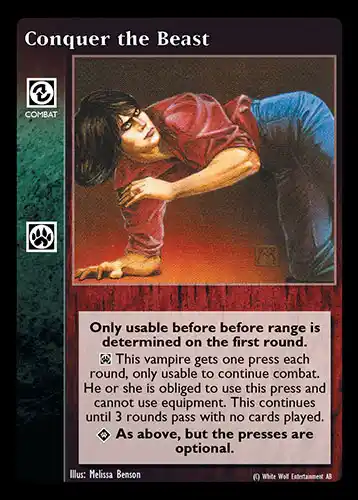 Conquer the Beast
COMBAT
Only usable before before range is
determined on the first round.
This vampire gets one press each
round, only usable to continue combat.
He or she is obliged to use this press and
cannot use equipment. This continues
until 3 rounds pass with no cards played.
As above, but the presses are
optional.
Illus: Melissa Benson
(C) White Wolf Entertainment AB